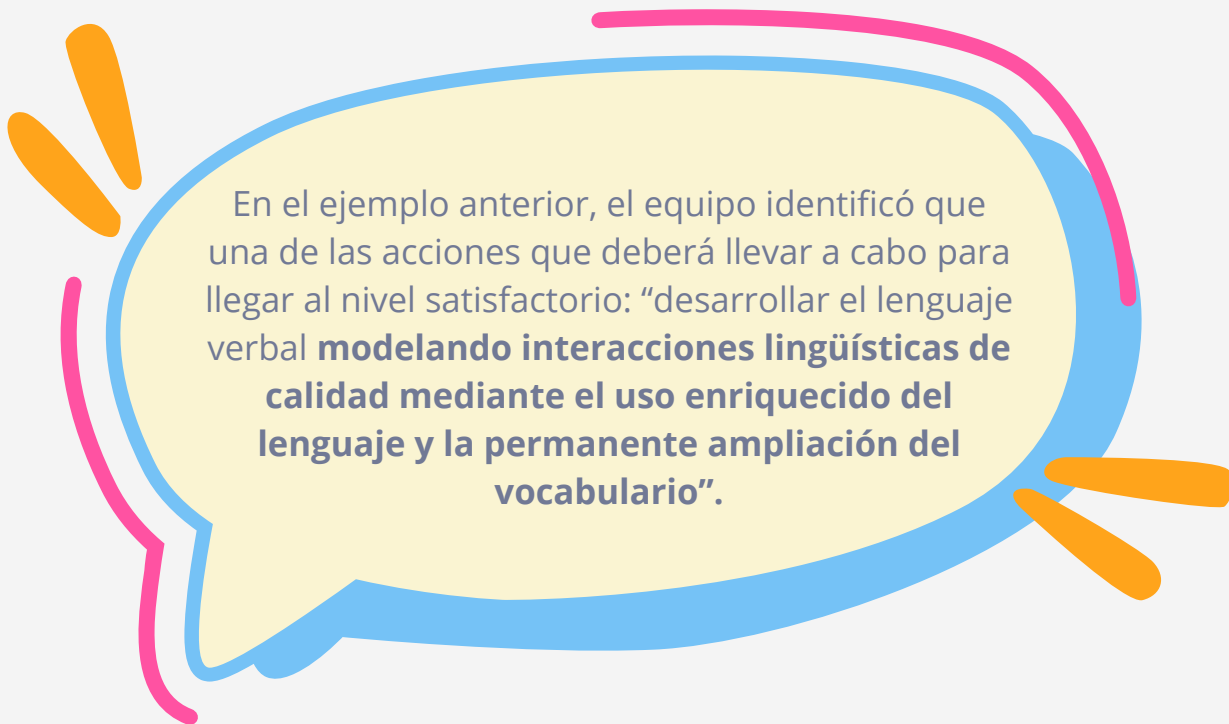 En el ejemplo anterior, el equipo identificó que
una de las acciones que deberá llevar a cabo para
llegar al nivel satisfactorio: “desarrollar el lenguaje
verbal modelando interacciones lingüísticas de
calidad mediante el uso enriquecido del
lenguaje y la permanente ampliación del
vocabulario”.